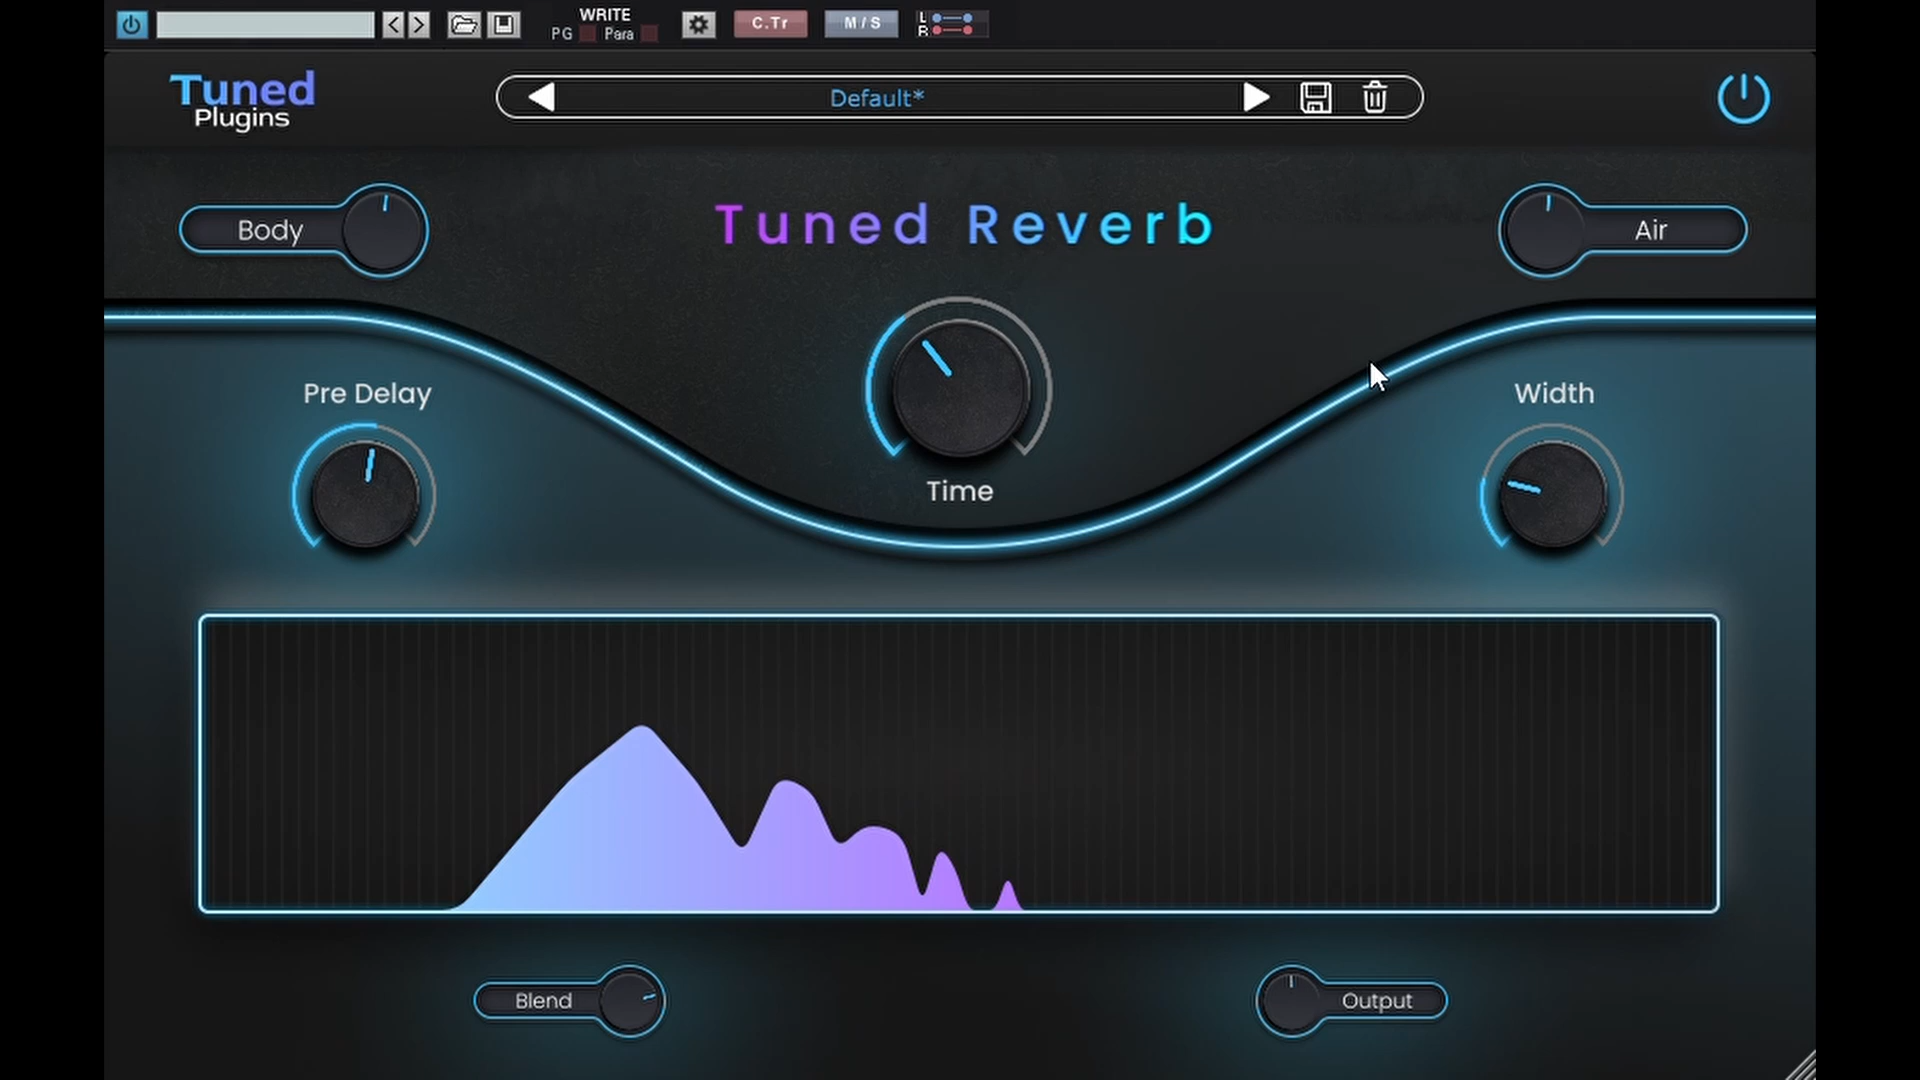 WRITE
PG Para
C.Tr
M/S
L
R
Tuned
Plugins
Default*
Body
Tuned Reverb
Air
Pre Delay
Width
Time
Blend
Output